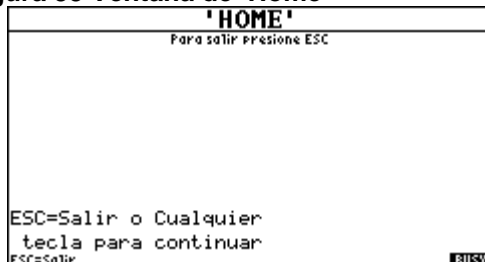 'HOME'
Para salir presione ESC
ESC=Salir o Cualquier
tecla para continuar
ESC=Salir BUSY